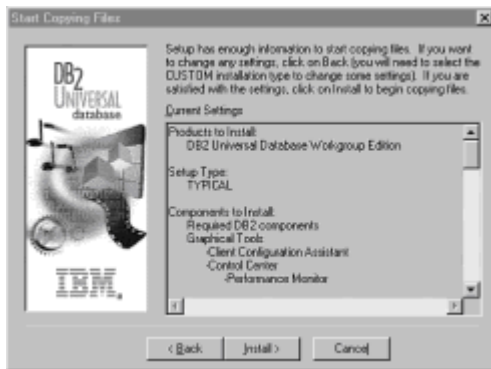 Start Copying Files
DB2
UNIVERSAL
database
IBM.
Setup has enough information to start copying files. If you want
to change any settings, click on Back (you will need to select the
CUSTOM installation type to change some settings). If you are
satisfied with the settings, click on Install to begin copying files.
Current Settings
Products to Install:
DB2 Universal Database Workgroup Edition
Setup Type:
TYPICAL
Components to Install:
Required DB2 components
Graphical Tools
-Client Configuration Assistant
-Control Center
-Performance Monitor
< Back
Install >
Cancel